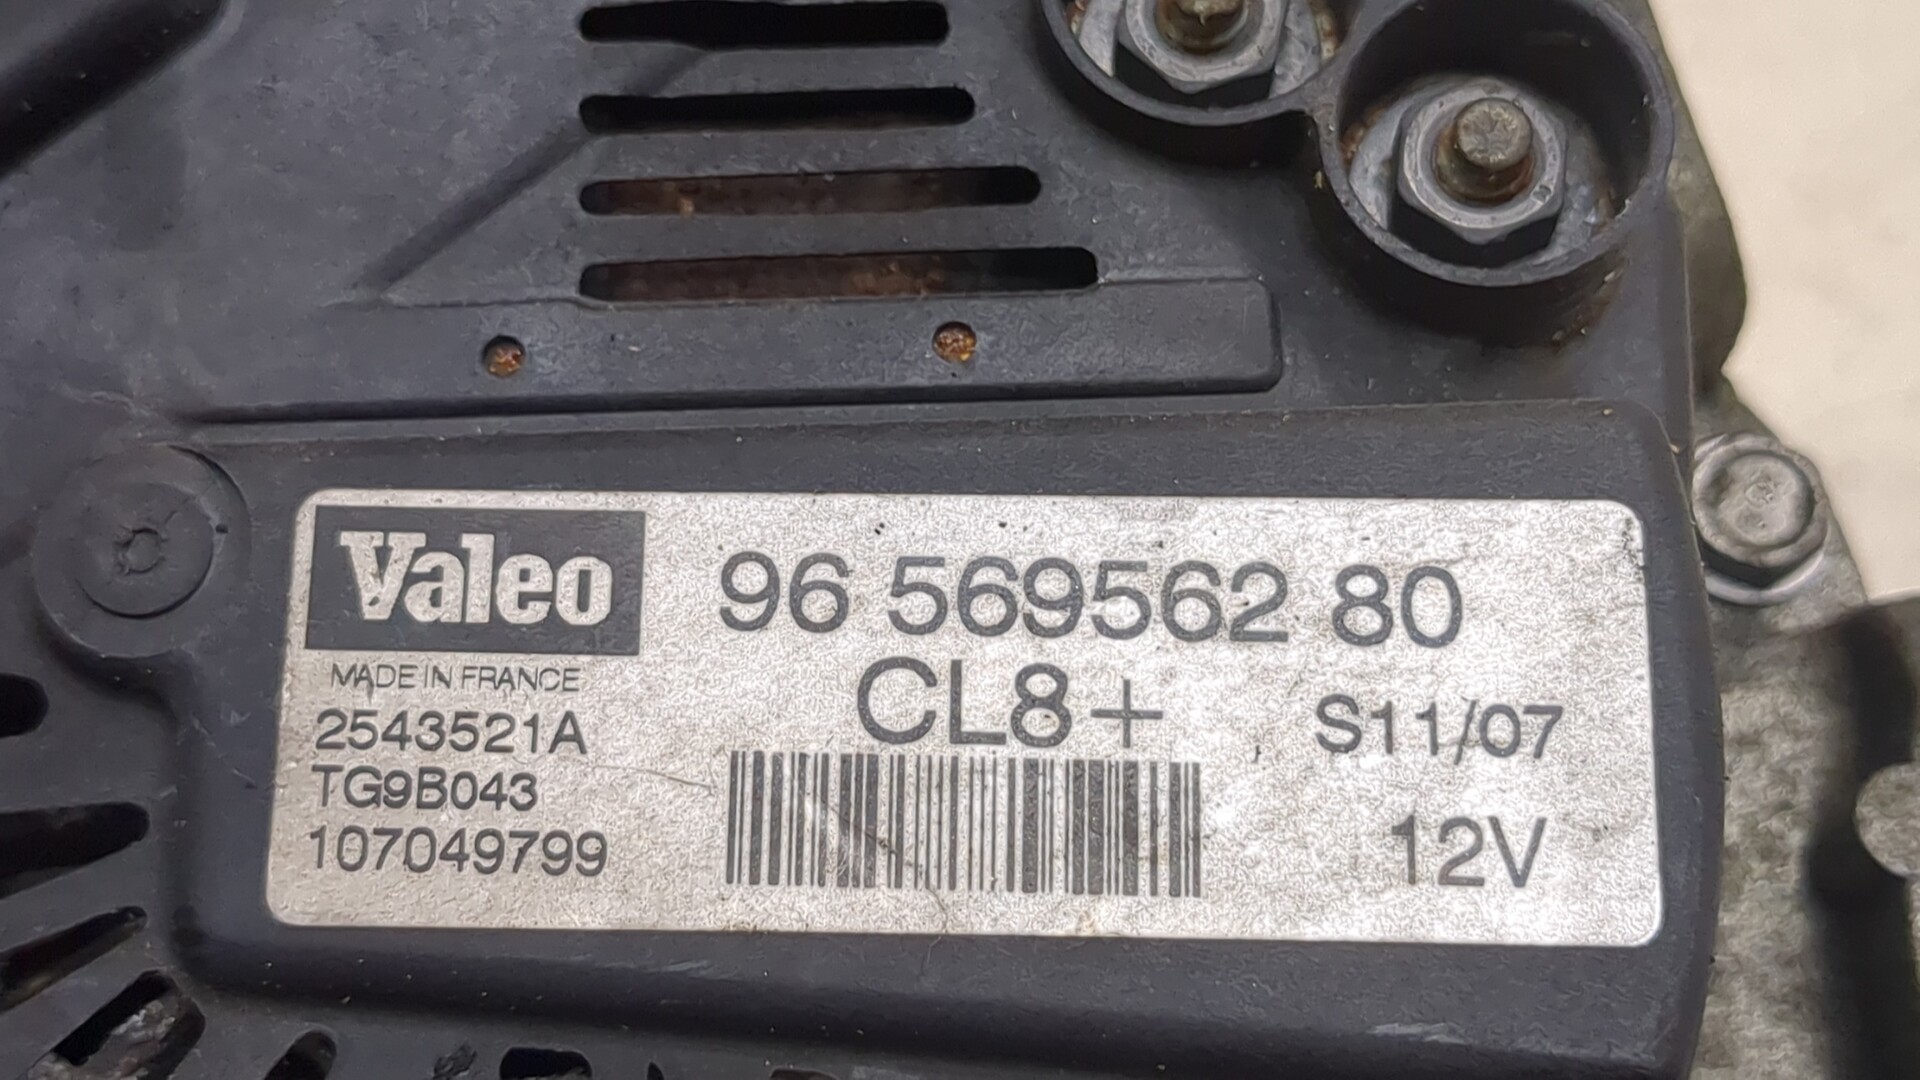 Valeo
MADE IN FRANCE
2543521A
TG9B043
107049799
96 569562 80
CL8+
S11/07
12V